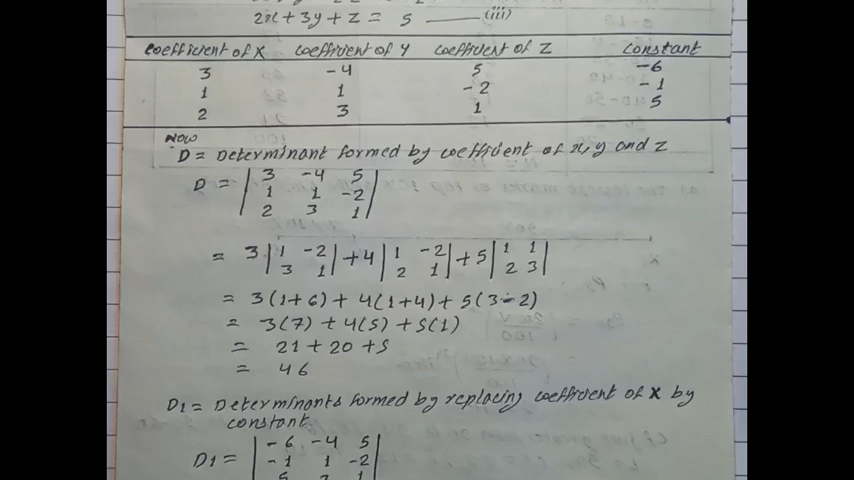 2x + 3y + z = 5 —— (iii)
coefficient of X coefficient of Y coefficient of Z constant
3 -4 5 -6
1 1 -2 -1
2 3 1 5
NOW
D = Determinant formed by coefficient of x, y and z
D = | 3 -4 5 |
| 1 1 -2 |
| 2 3 1 |
= 3 | 1 -2 | + 4 | 1 -2 | + 5 | 1 1 |
| 3 1 | | 2 1 | | 2 3 |
= 3(1+6) + 4(1+4) + 5(3-2)
= 3(7) + 4(5) + 5(1)
= 21 + 20 + 5
= 46
D1 = Determinants formed by replacing coefficient of X by
constant
D1 = | -6 -4 5 |
| -1 1 -2 |